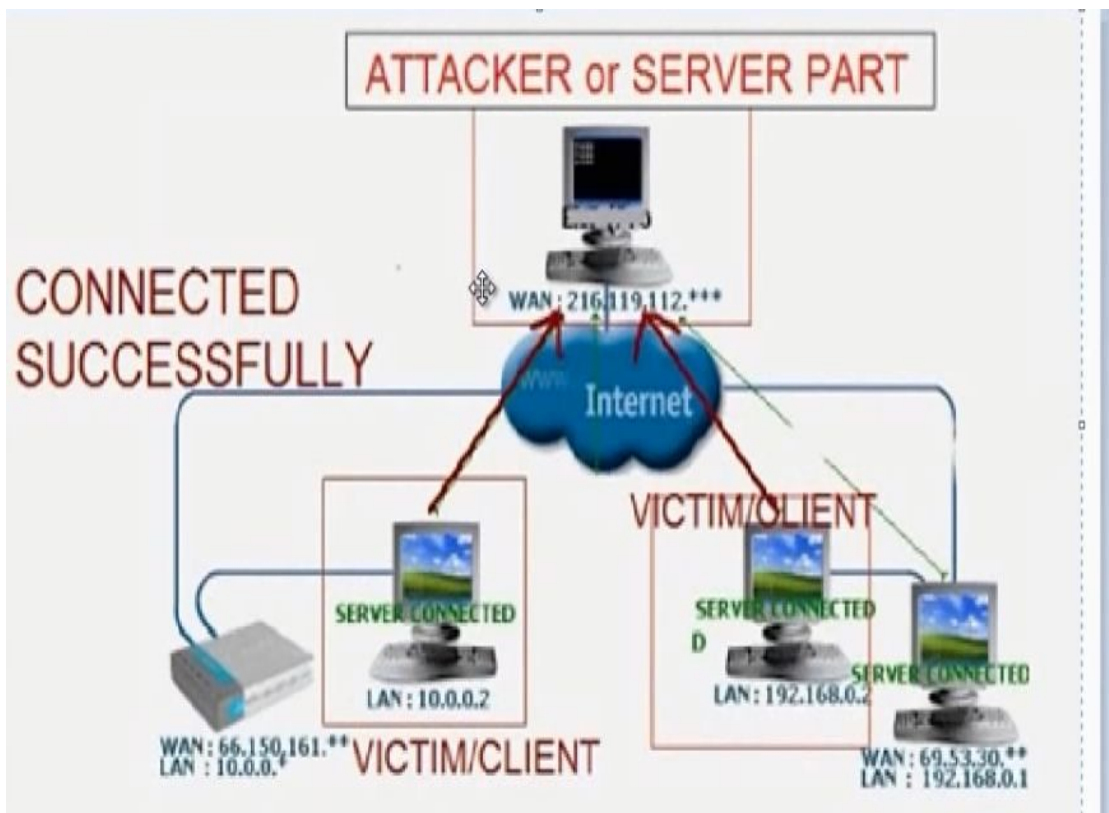 ATTACKER or SERVER PART
WAN : 216.119.112.***
CONNECTED
SUCCESSFULLY
www
Internet
VICTIM/CLIENT
SERVER CONNECTED
LAN : 10.0.0.2
SERVER CONNECTED
D
LAN : 192.168.0.2
SERVER CONNECTED
WAN : 66.150.161.**
LAN : 10.0.0.*
VICTIM/CLIENT
WAN : 69.53.30.**
LAN : 192.168.0.1